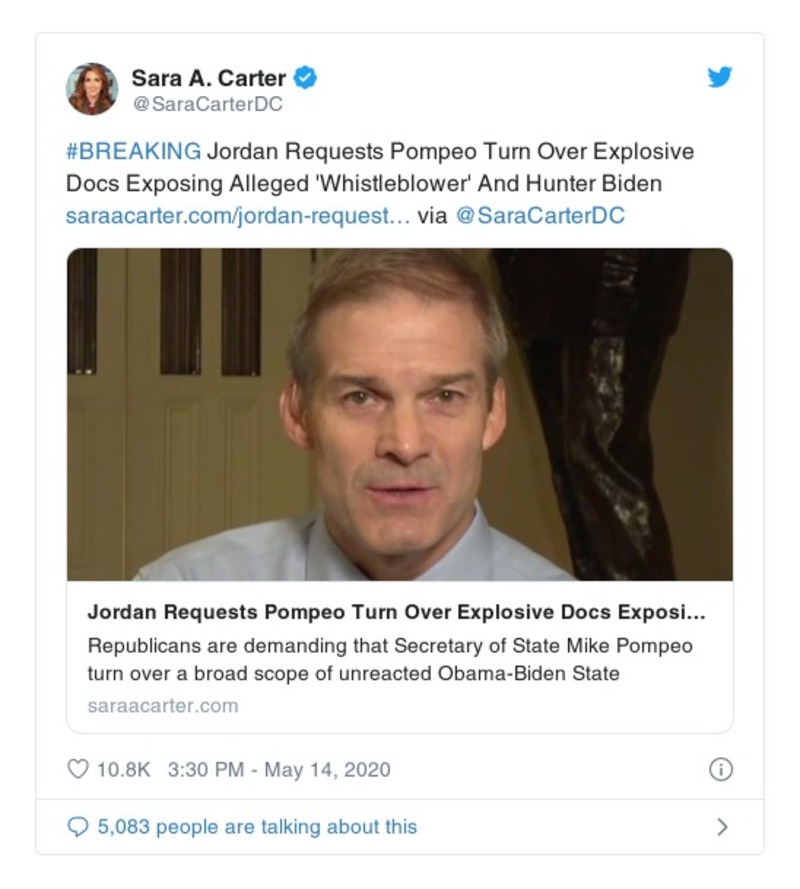 Sara A. Carter
@SaraCarterDC
#BREAKING Jordan Requests Pompeo Turn Over Explosive
Docs Exposing Alleged 'Whistleblower' And Hunter Biden
saraacarter.com/jordan-request… via @SaraCarterDC
Jordan Requests Pompeo Turn Over Explosive Docs Exposi...
Republicans are demanding that Secretary of State Mike Pompeo
turn over a broad scope of unreacted Obama-Biden State
saraacarter.com
10.8K 3:30 PM - May 14, 2020
5,083 people are talking about this